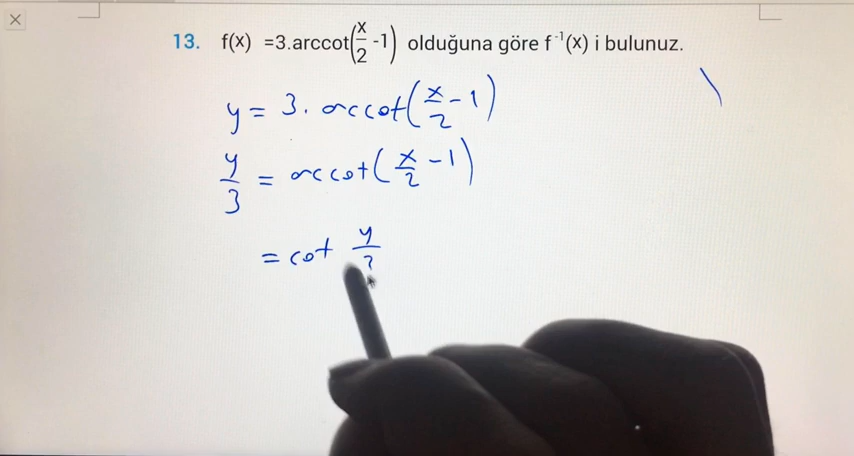 13. f(x) =3.arccot(x/2 -1) olduğuna göre f⁻¹(x) i bulunuz.
y = 3. arccot(x/2 - 1)
y/3 = arccot(x/2 - 1)
= cot y/3